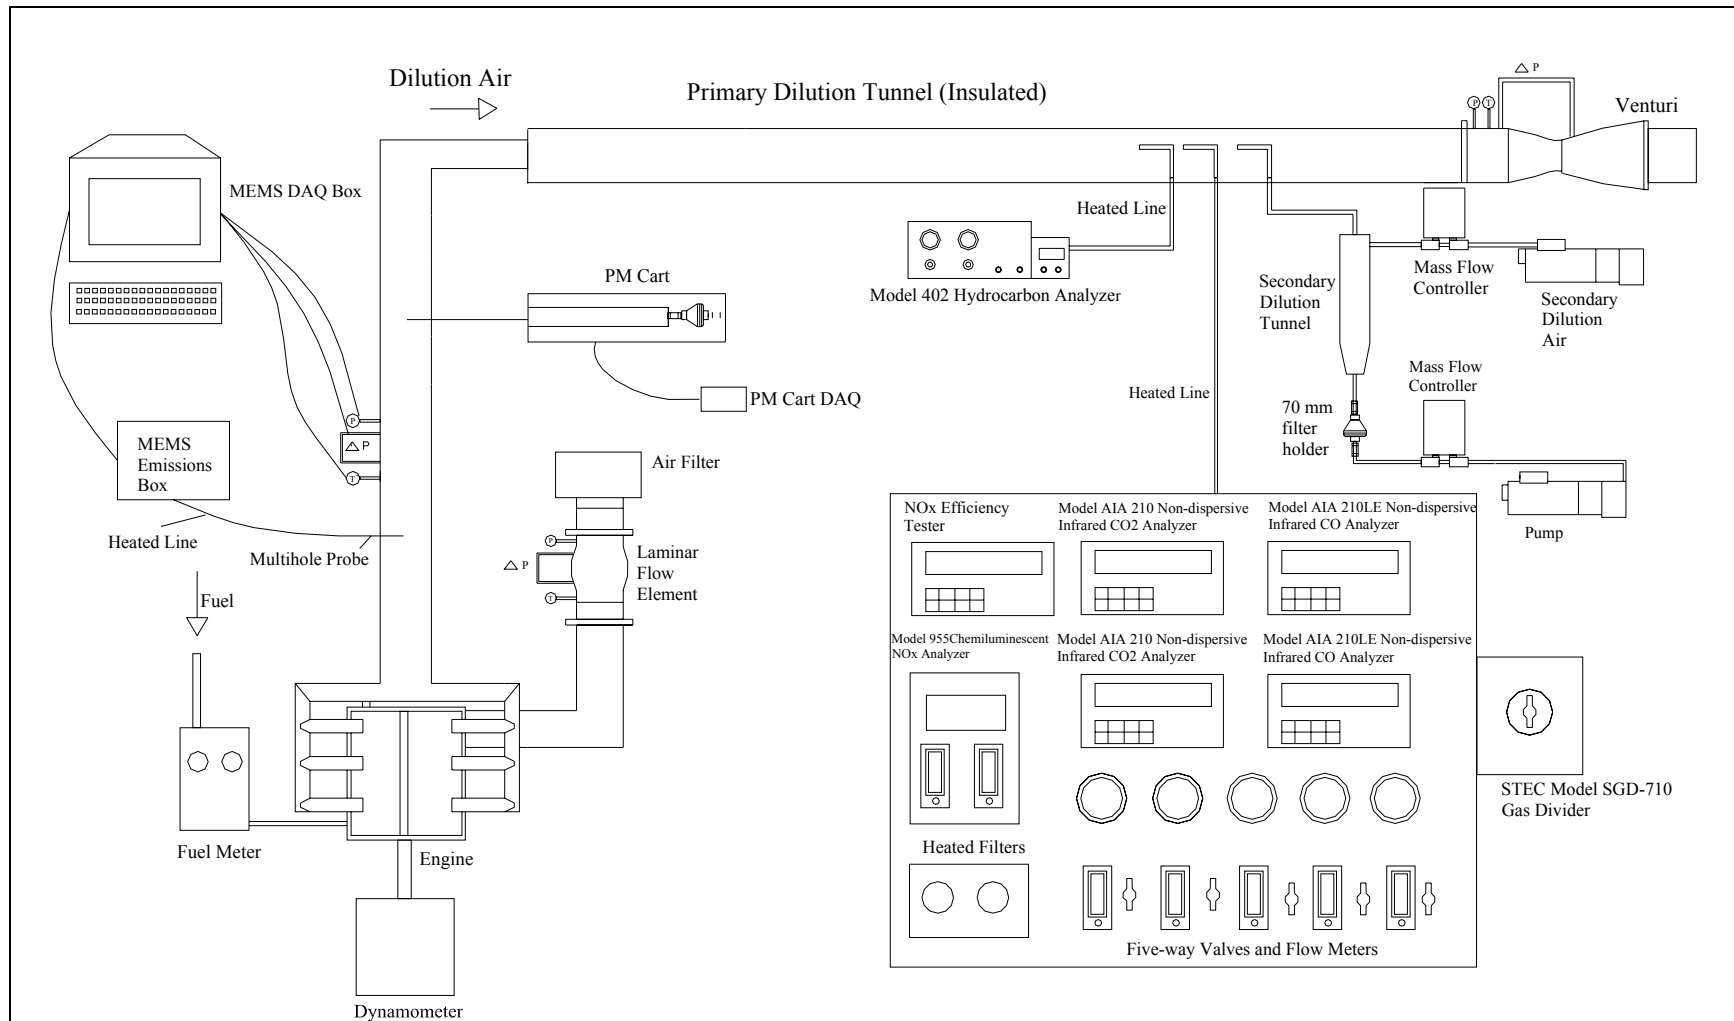 Dilution Air
Primary Dilution Tunnel (Insulated)
△ P
P T
Venturi
MEMS DAQ Box
Heated Line
Mass Flow
Controller
Secondary
Dilution
Tunnel
Secondary
Dilution
Air
PM Cart
Model 402 Hydrocarbon Analyzer
PM Cart DAQ
Heated Line
Mass Flow
Controller
70 mm
filter
holder
P
△ P
T
MEMS
Emissions
Box
Air Filter
Pump
Heated Line
Multihole Probe
P
△ P
T
Laminar
Flow
Element
Fuel
NOx Efficiency
Tester
Model AIA 210 Non-dispersive
Infrared CO2 Analyzer
Model AIA 210LE Non-dispersive
Infrared CO Analyzer
Model 955Chemiluminescent
NOx Analyzer
Model AIA 210 Non-dispersive
Infrared CO2 Analyzer
Model AIA 210LE Non-dispersive
Infrared CO Analyzer
STEC Model SGD-710
Gas Divider
Fuel Meter
Engine
Heated Filters
Five-way Valves and Flow Meters
Dynamometer